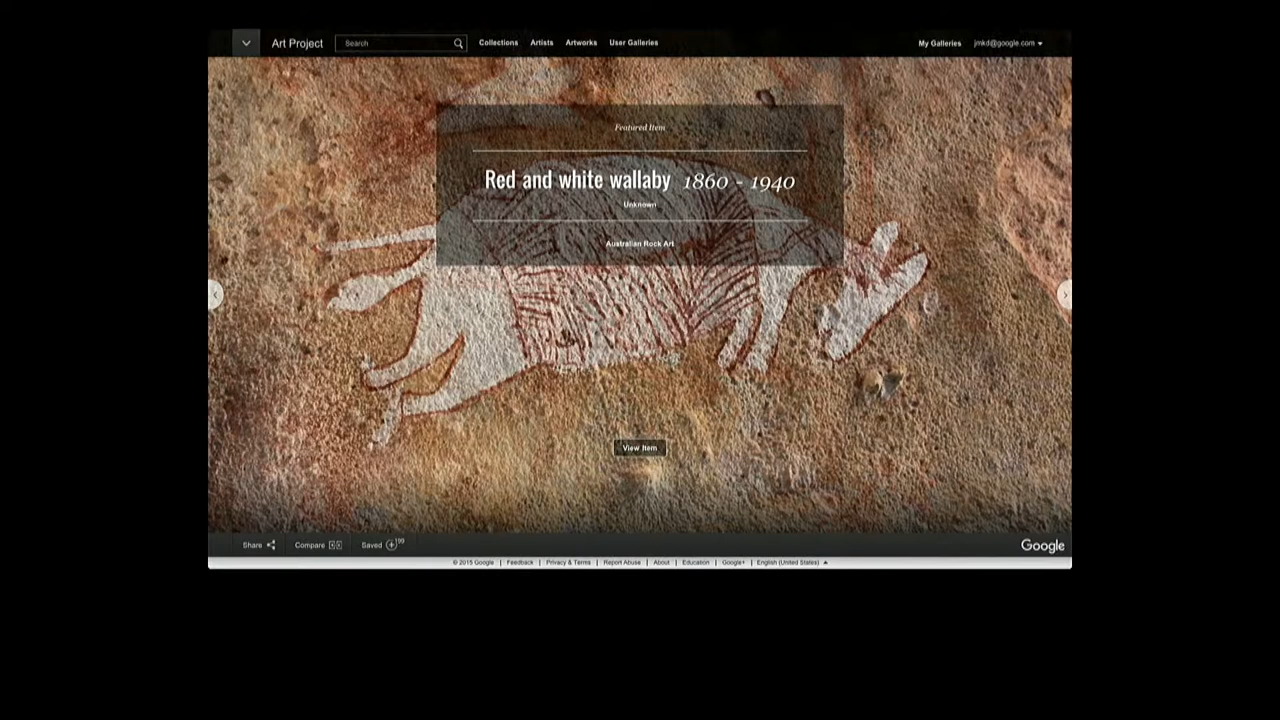 Art Project Search Collections Artists Artworks User Galleries My Galleries jmkd@google.com
Featured Item
Red and white wallaby 1860 - 1940
Unknown
Australian Rock Art
View Item
Share Compare Saved 99 Google
© 2015 Google | Feedback | Privacy & Terms | Report Abuse | About | Education | Google+ | English (United States)